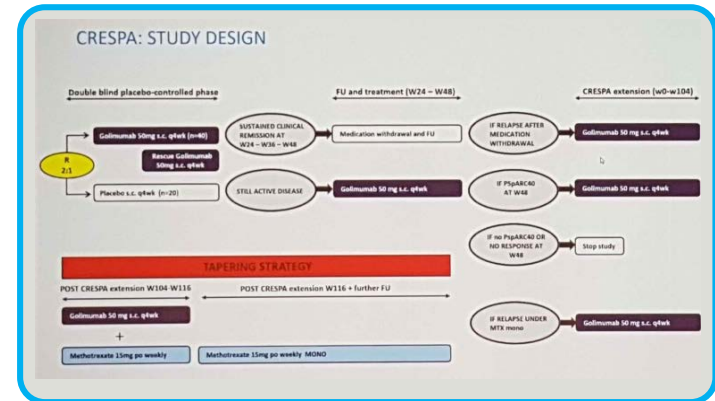 CRESPA: STUDY DESIGN
Double blind placebo-controlled phase
FU and treatment (W24 – W48)
CRESPA extension (w0-w104)
R
2:1
Golimumab 50mg s.c. q4wk (n=40)
Rescue Golimumab
50mg s.c. q4wk
Placebo s.c. q4wk (n=20)
SUSTAINED CLINICAL
REMISSION AT
W24 – W36 – W48
Medication withdrawal and FU
IF RELAPSE AFTER
MEDICATION
WITHDRAWAL
Golimumab 50 mg s.c. q4wk
STILL ACTIVE DISEASE
Golimumab 50 mg s.c. q4wk
IF PSpARC40
AT W48
Golimumab 50 mg s.c. q4wk
IF no PspARC40 OR
NO RESPONSE AT
W48
Stop study
TAPERING STRATEGY
POST CRESPA extension W104-W116
POST CRESPA extension W116 + further FU
Golimumab 50 mg s.c. q4wk
+
Methotrexate 15mg po weekly
Methotrexate 15mg po weekly MONO
IF RELAPSE UNDER
MTX mono
Golimumab 50 mg s.c. q4wk